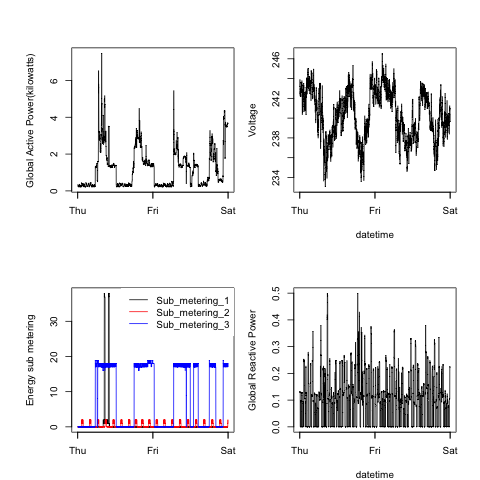 Global Active Power(kilowatts)
0 2 4 6
Thu Fri Sat
Voltage
234 238 242 246
Thu Fri Sat
datetime
Energy sub metering
0 10 20 30
Sub_metering_1
Sub_metering_2
Sub_metering_3
Thu Fri Sat
Global Reactive Power
0.0 0.1 0.2 0.3 0.4 0.5
Thu Fri Sat
datetime